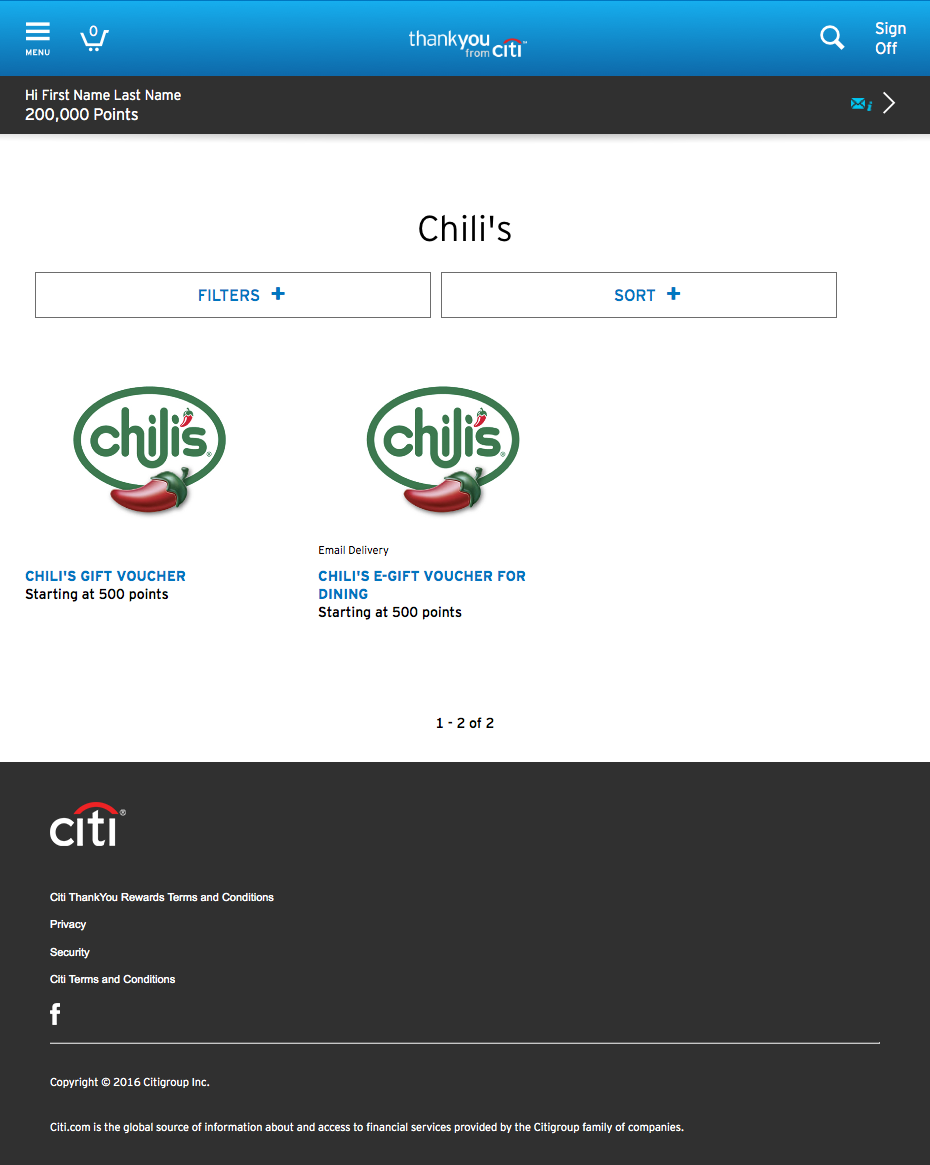 0
MENU
thankyou
from citi™
Sign
Off
Hi First Name Last Name
200,000 Points
Chili's
FILTERS +
SORT +
chili's®
chili's®
Email Delivery
CHILI'S GIFT VOUCHER
Starting at 500 points
CHILI'S E-GIFT VOUCHER FOR
DINING
Starting at 500 points
1 - 2 of 2
citi®
Citi ThankYou Rewards Terms and Conditions
Privacy
Security
Citi Terms and Conditions
f
Copyright © 2016 Citigroup Inc.
Citi.com is the global source of information about and access to financial services provided by the Citigroup family of companies.